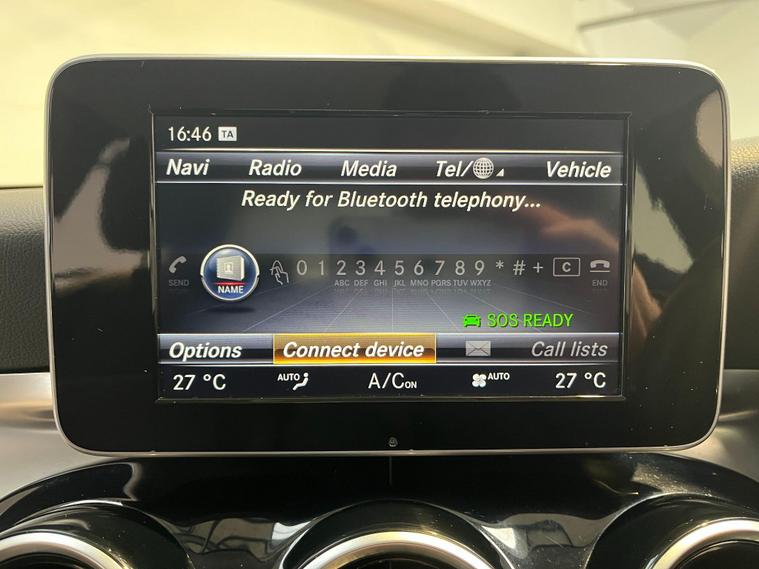 16:46 TA
Navi Radio Media Tel/ Vehicle
Ready for Bluetooth telephony...
SEND NAME 0 1 2 3 4 5 6 7 8 9 * # + C END
ABC DEF GHI JKL MNO PQRS TUV WXYZ
SOS READY
Options Connect device Call lists
27 °C AUTO A/C ON AUTO 27 °C